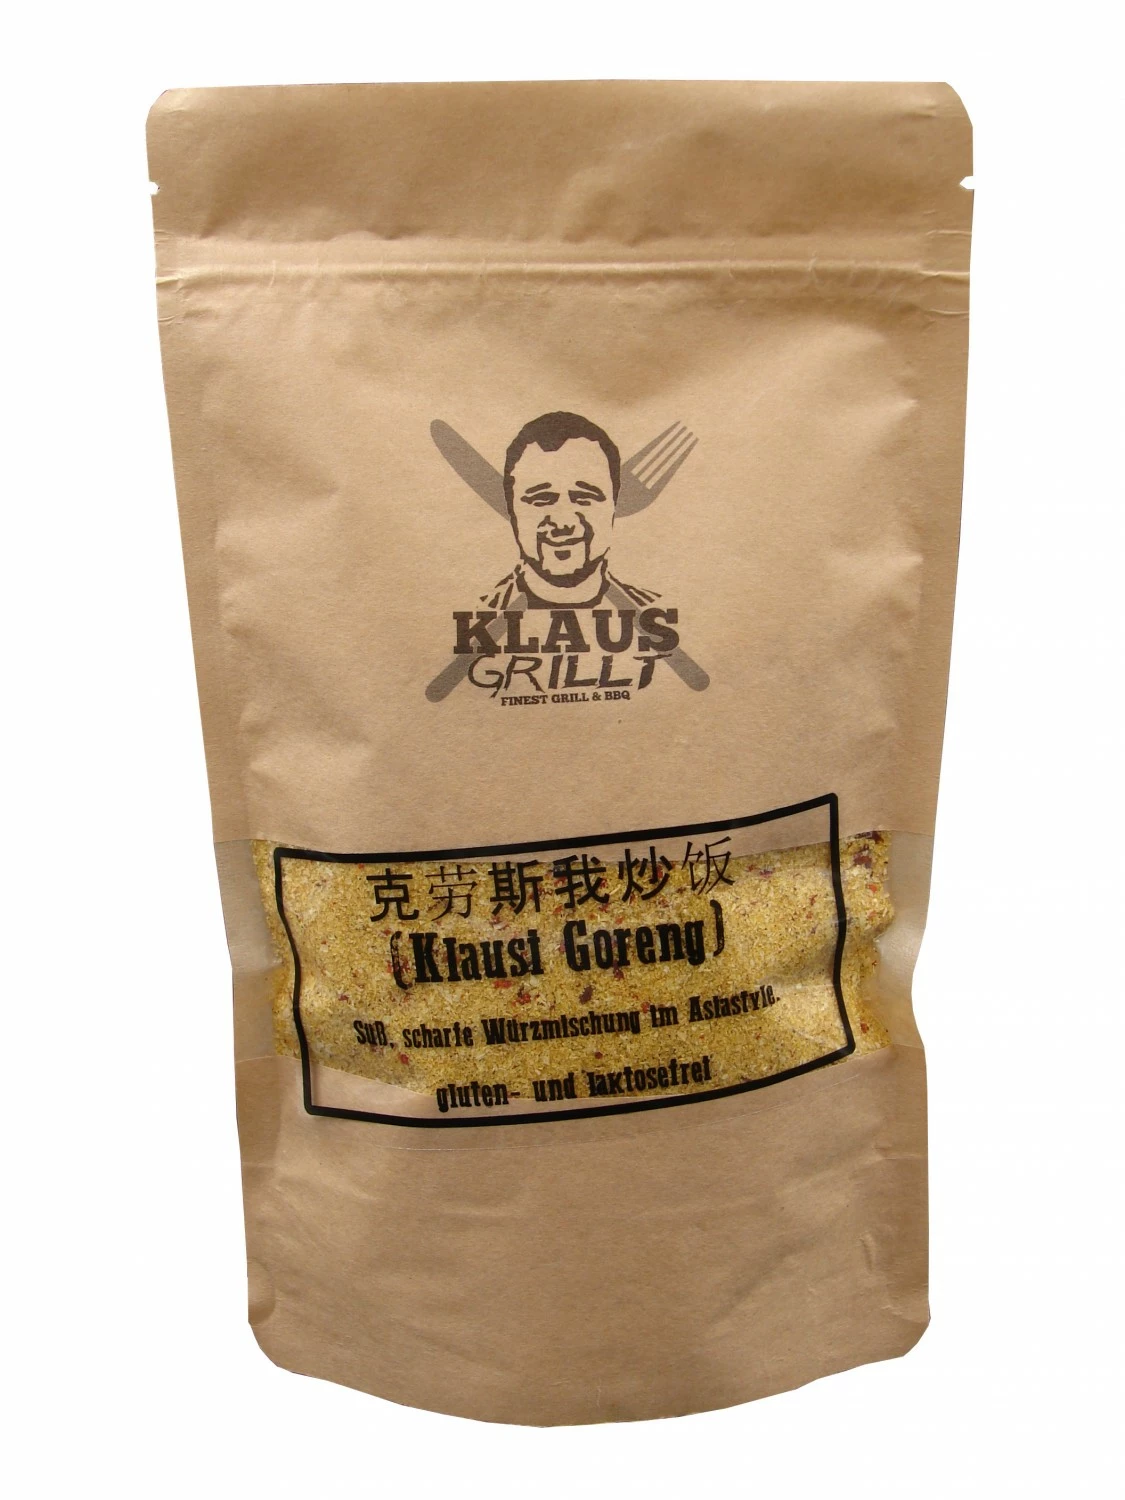 KLAUS
GRILLT
FINEST GRILL & BBQ
克劳斯我炒饭
(Klausi Goreng)
Süß, scharfe Würzmischung im Asiastyle.
gluten- und laktosefrei